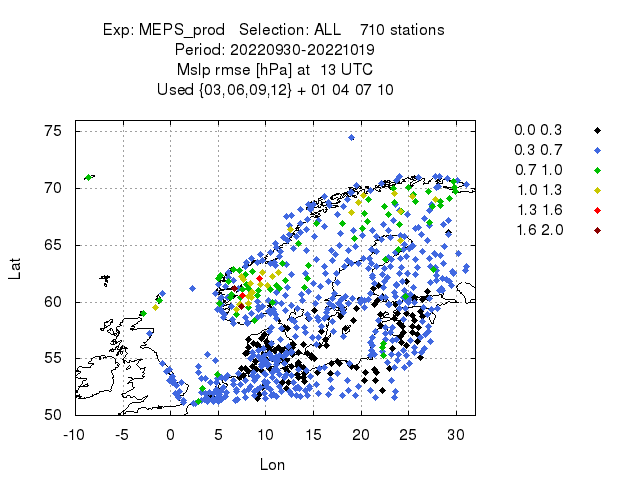 Exp: MEPS_prod   Selection: ALL    710 stations
Period: 20220930-20221019
Mslp rmse [hPa] at  13 UTC
Used {03,06,09,12} + 01 04 07 10
0.0 0.3
0.3 0.7
0.7 1.0
1.0 1.3
1.3 1.6
1.6 2.0
75
70
65
60
55
50
Lat
-10 -5 0 5 10 15 20 25 30
Lon